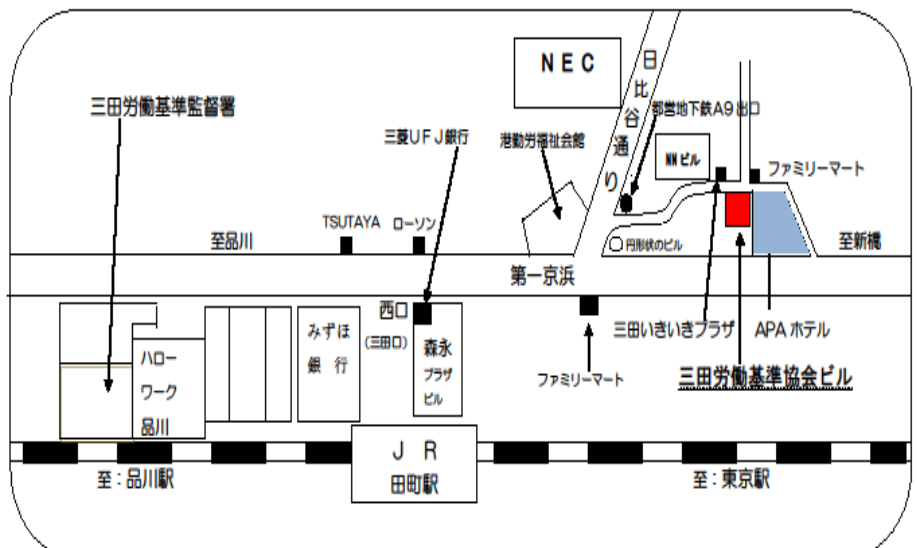 NEC
日比谷通り
三田労働基準監督署
都営地下鉄A9出口
三菱UFJ銀行
港勤労福祉会館
NNビル
ファミリーマート
TSUTAYA
ローソン
至品川
円形状のビル
至新橋
第一京浜
西口
(三田口)
みずほ
銀行
森永
プラザ
ビル
三田いきいきプラザ
APAホテル
ハロー
ワーク
品川
ファミリーマート
三田労働基準協会ビル
JR
田町駅
至:品川駅
至:東京駅